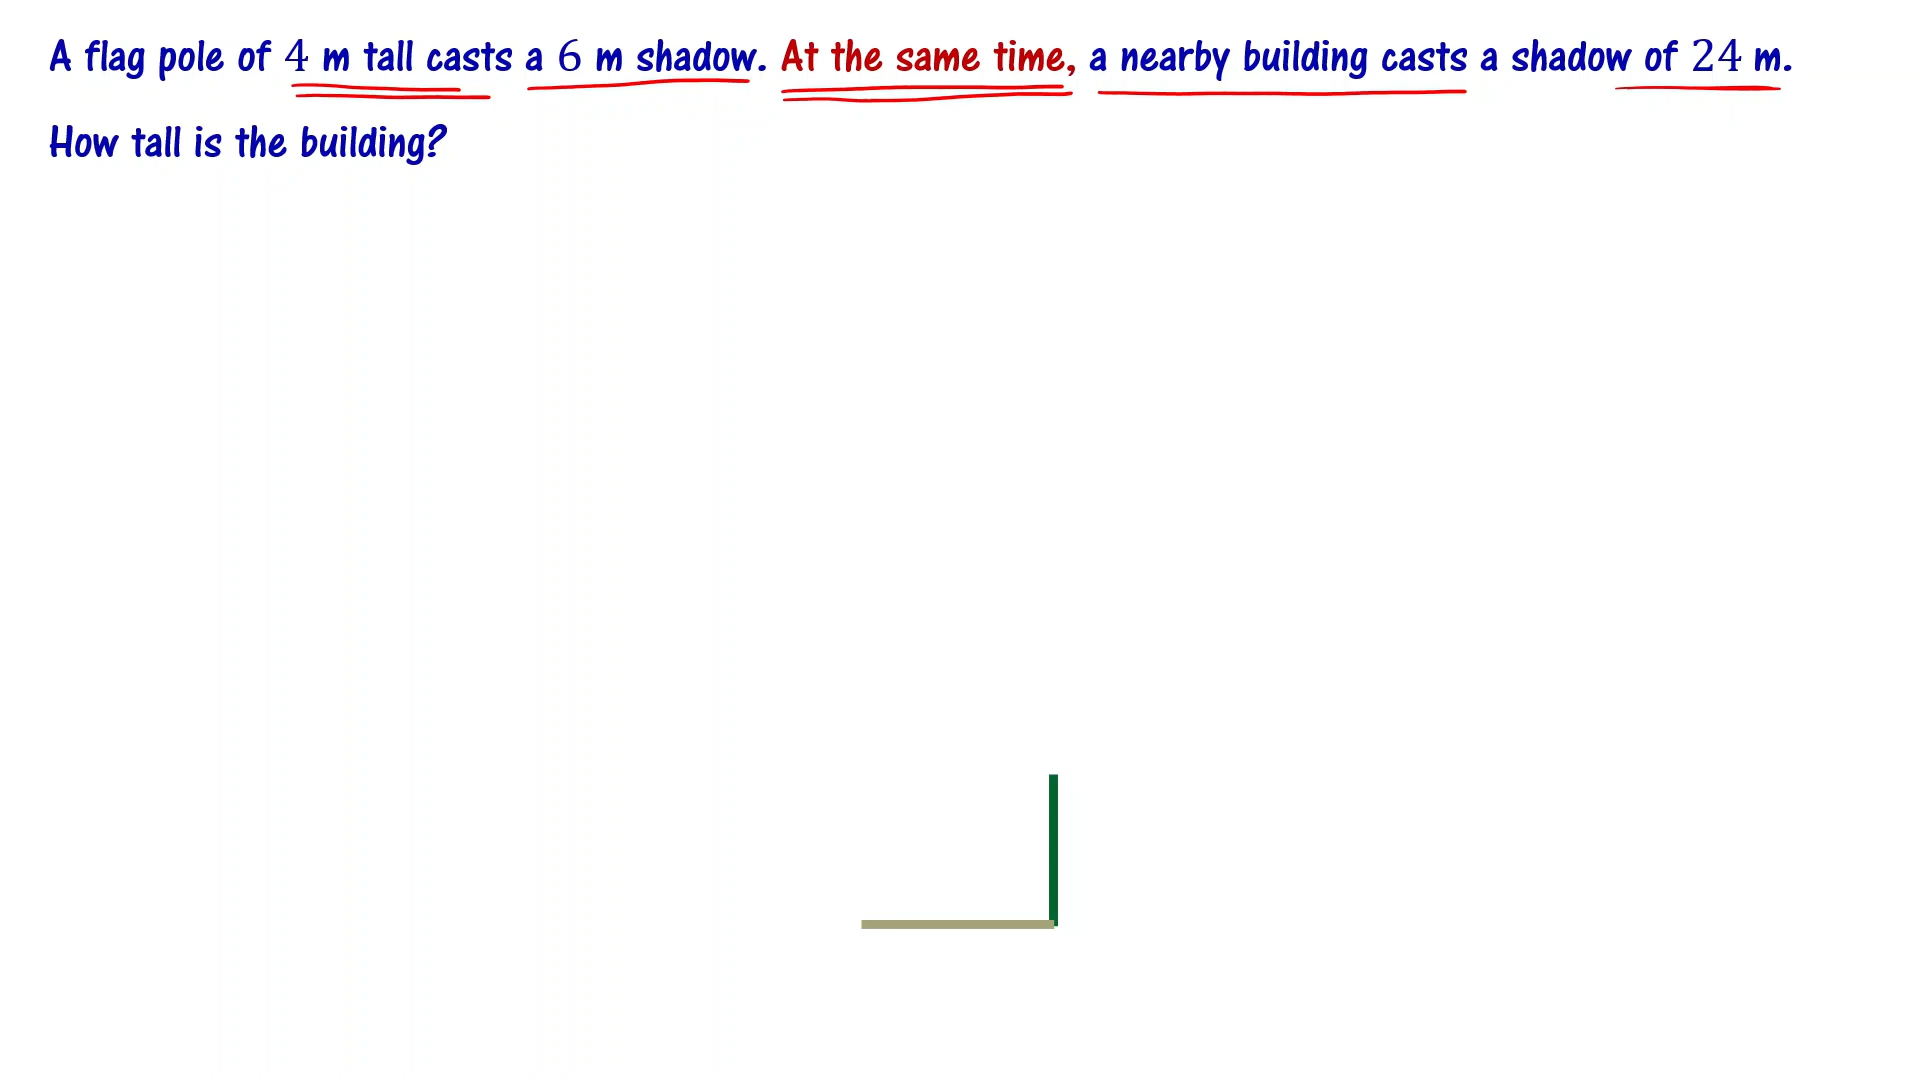 A flag pole of 4 m tall casts a 6 m shadow. At the same time, a nearby building casts a shadow of 24 m.
How tall is the building?